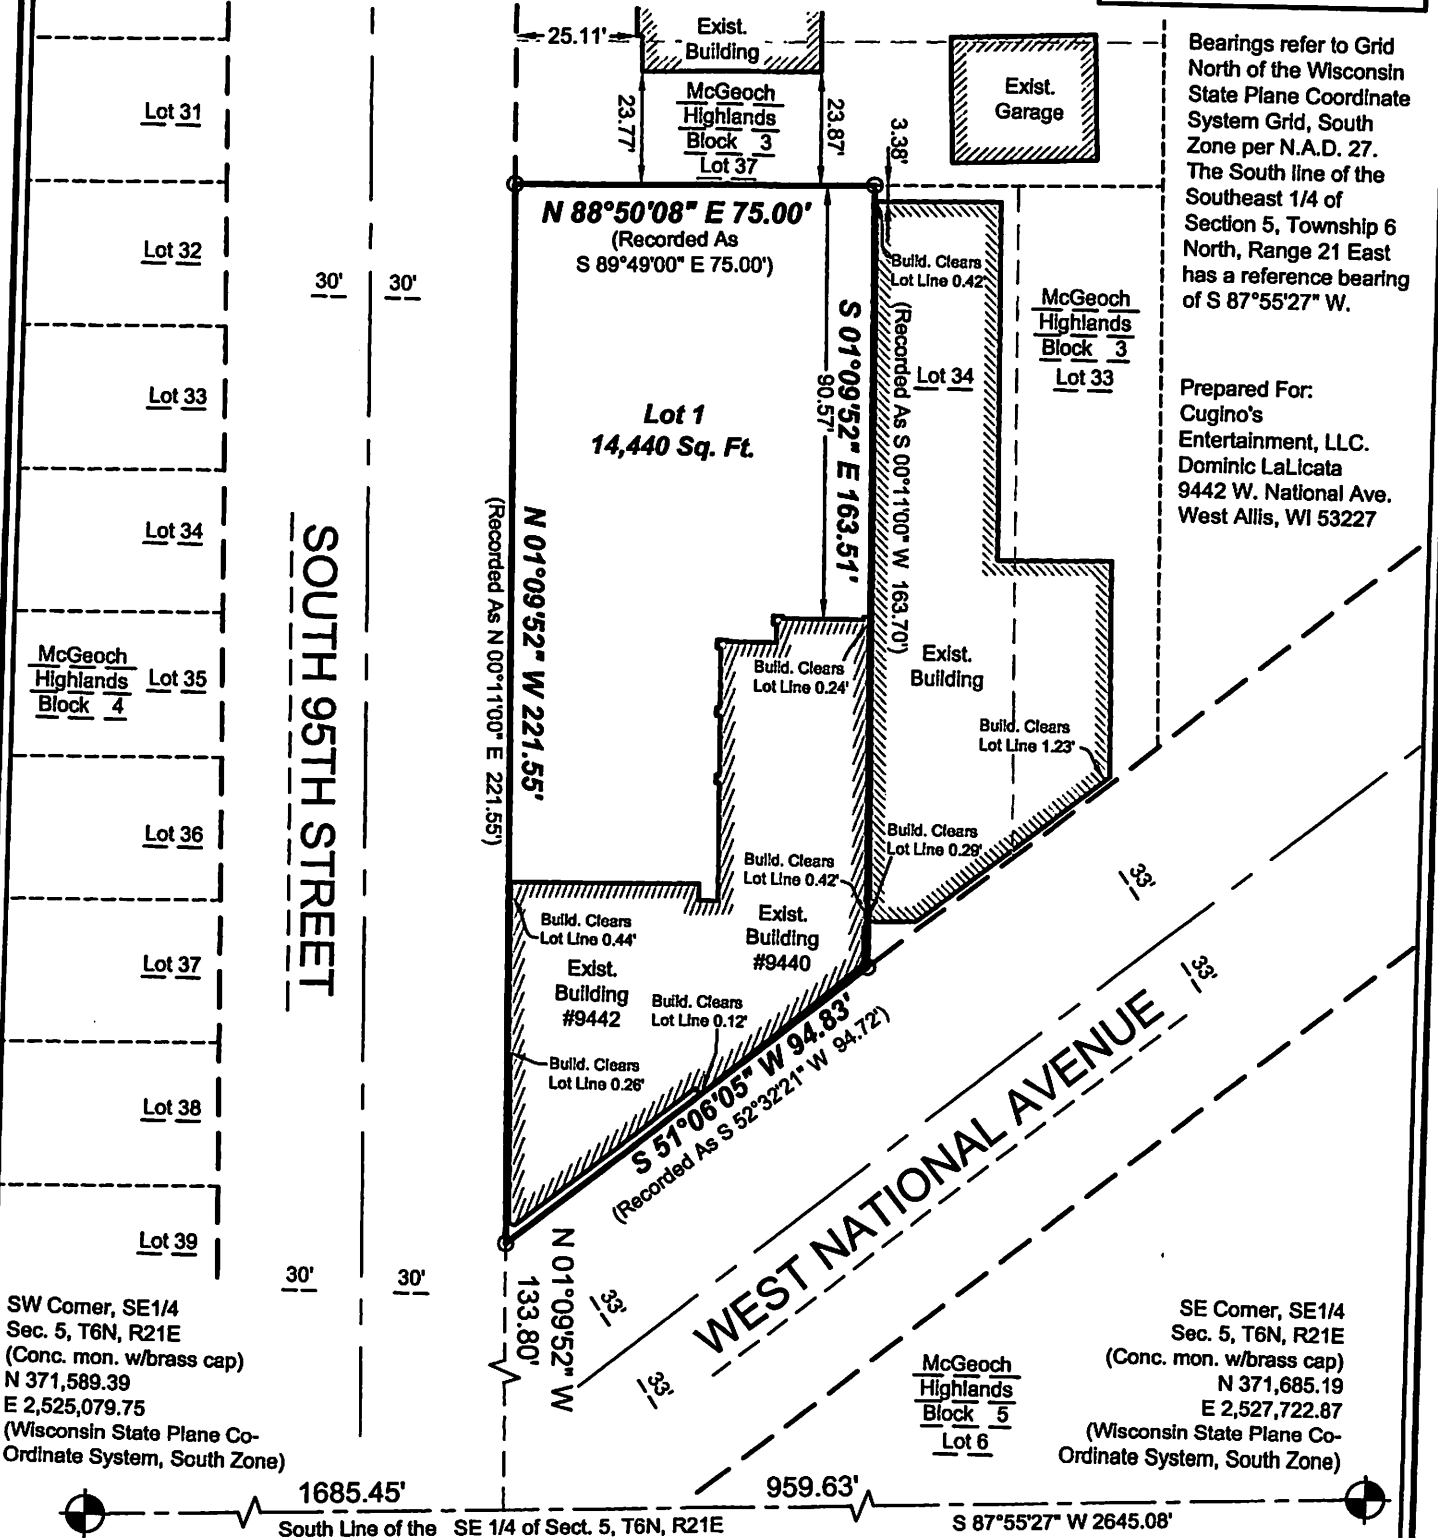 25.11'
Exist.
Building
Exist.
Garage
Bearings refer to Grid
North of the Wisconsin
State Plane Coordinate
System Grid, South
Zone per N.A.D. 27.
The South line of the
Southeast 1/4 of
Section 5, Township 6
North, Range 21 East
has a reference bearing
of S 87°55'27" W.
Prepared For:
Cugino's
Entertainment, LLC.
Dominic LaLicata
9442 W. National Ave.
West Allis, WI 53227
23.77'
McGeoch
Highlands
Block 3
Lot 37
23.87'
3.38'
Lot 31
Lot 32
Lot 33
Lot 34
McGeoch
Highlands
Block 4
Lot 35
Lot 36
Lot 37
Lot 38
Lot 39
30'
30'
SOUTH 95TH STREET
30'
30'
N 88°50'08" E 75.00'
(Recorded As
S 89°49'00" E 75.00')
Build. Clears
Lot Line 0.42'
McGeoch
Highlands
Block 3
Lot 33
Lot 34
S 01°09'52" E 163.51'
(Recorded As S 00°11'00" W 163.70')
90.57'
Lot 1
14,440 Sq. Ft.
N 01°09'52" W 221.55'
(Recorded As N 00°11'00" E 221.55')
Build. Clears
Lot Line 0.24'
Exist.
Building
Build. Clears
Lot Line 1.23'
Build. Clears
Lot Line 0.29'
Build. Clears
Lot Line 0.42'
Exist.
Building
#9440
Build. Clears
Lot Line 0.44'
Exist.
Building
#9442
Build. Clears
Lot Line 0.12'
Build. Clears
Lot Line 0.26'
S 51°06'05" W 94.83'
(Recorded As S 52°32'21" W 94.72')
33'
33'
WEST NATIONAL AVENUE
33'
33'
N 01°09'52" W
133.80'
SW Corner, SE1/4
Sec. 5, T6N, R21E
(Conc. mon. w/brass cap)
N 371,589.39
E 2,525,079.75
(Wisconsin State Plane Co-
Ordinate System, South Zone)
McGeoch
Highlands
Block 5
Lot 6
SE Corner, SE1/4
Sec. 5, T6N, R21E
(Conc. mon. w/brass cap)
N 371,685.19
E 2,527,722.87
(Wisconsin State Plane Co-
Ordinate System, South Zone)
1685.45'
959.63'
South Line of the SE 1/4 of Sect. 5, T6N, R21E
S 87°55'27" W 2645.08'